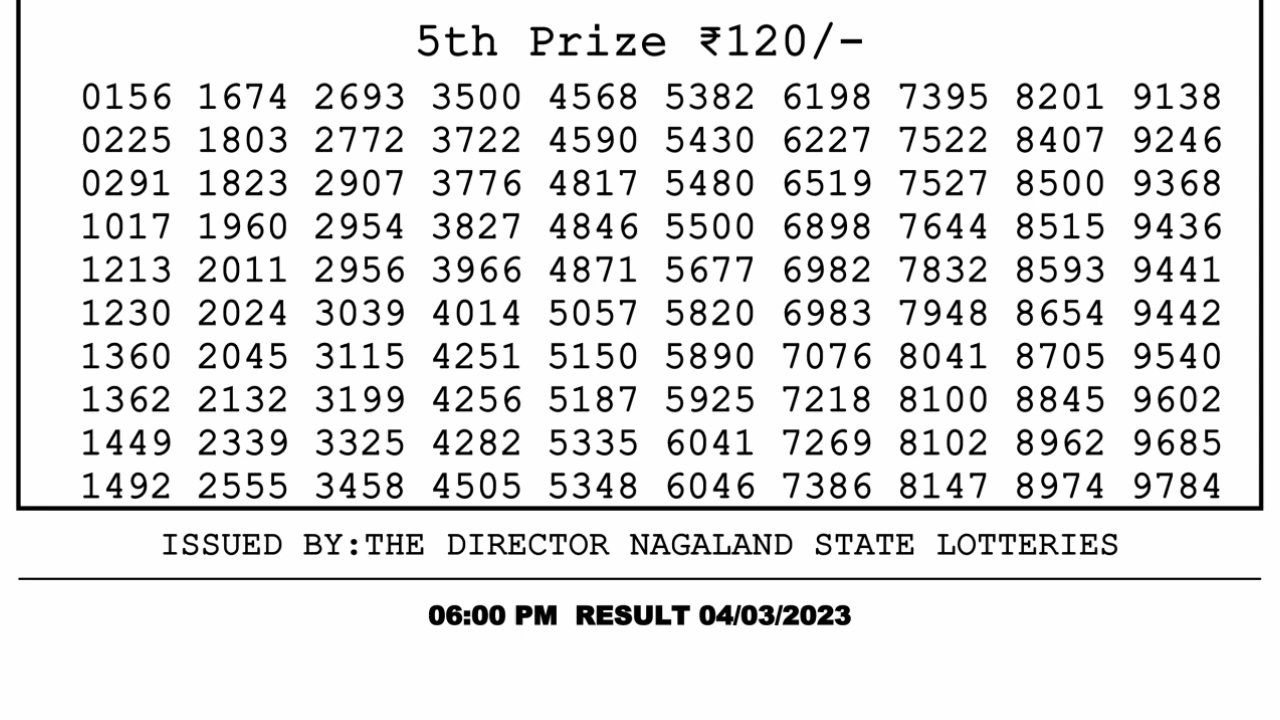 5th Prize ₹120/-
0156 1674 2693 3500 4568 5382 6198 7395 8201 9138
0225 1803 2772 3722 4590 5430 6227 7522 8407 9246
0291 1823 2907 3776 4817 5480 6519 7527 8500 9368
1017 1960 2954 3827 4846 5500 6898 7644 8515 9436
1213 2011 2956 3966 4871 5677 6982 7832 8593 9441
1230 2024 3039 4014 5057 5820 6983 7948 8654 9442
1360 2045 3115 4251 5150 5890 7076 8041 8705 9540
1362 2132 3199 4256 5187 5925 7218 8100 8845 9602
1449 2339 3325 4282 5335 6041 7269 8102 8962 9685
1492 2555 3458 4505 5348 6046 7386 8147 8974 9784
ISSUED BY:THE DIRECTOR NAGALAND STATE LOTTERIES
06:00 PM RESULT 04/03/2023